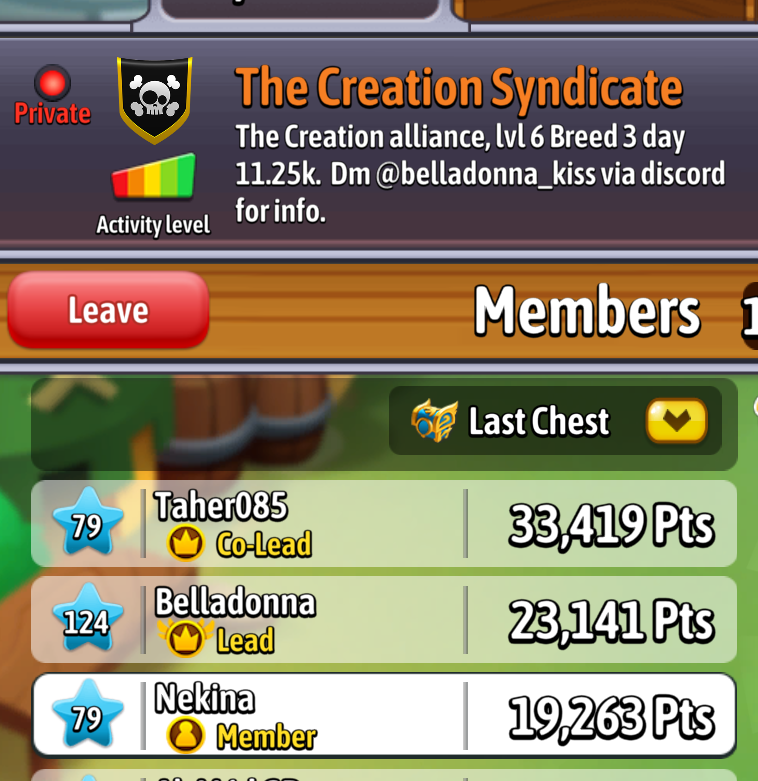 The Creation Syndicate
Private
The Creation alliance, lvl 6 Breed 3 day
11.25k. Dm @belladonna_kiss via discord
for info.
Activity level
Leave
Members
Last Chest
79
Taher085
Co-Lead
33,419 Pts
124
Belladonna
Lead
23,141 Pts
79
Nekina
Member
19,263 Pts